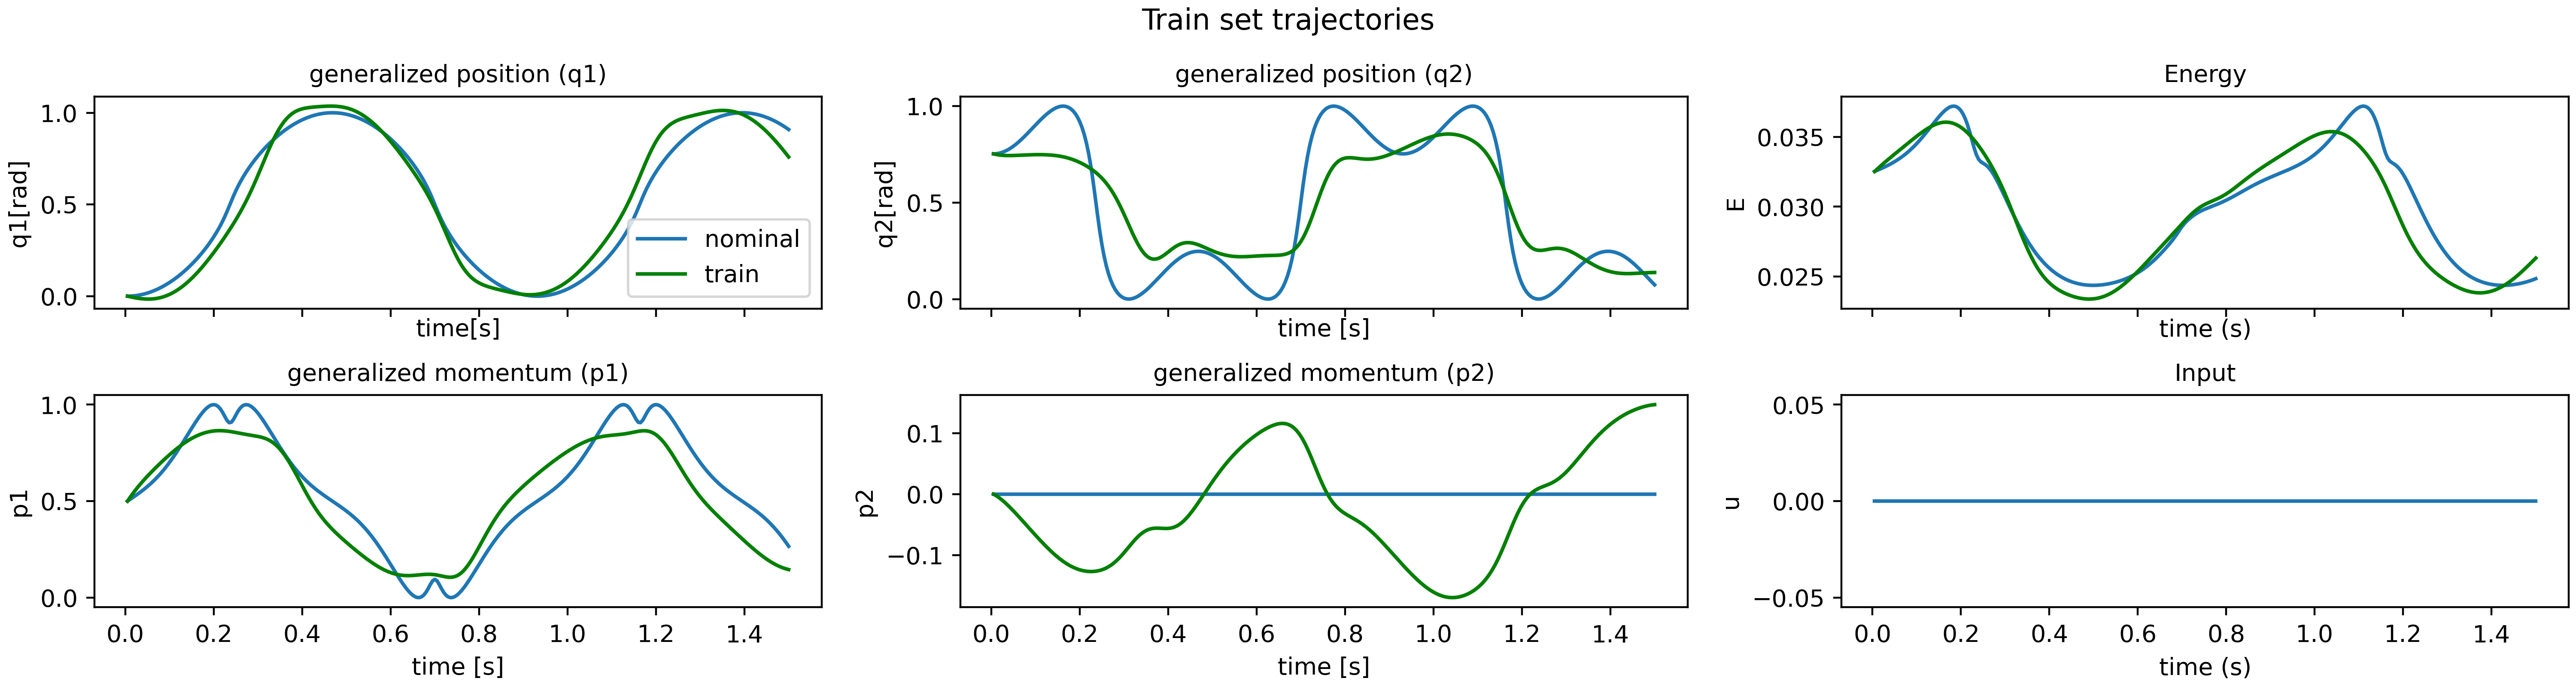 Train set trajectories
generalized position (q1)
q1[rad]
1.0
0.5
0.0
nominal
train
time[s]
generalized position (q2)
q2[rad]
1.0
0.5
0.0
time [s]
Energy
E
0.035
0.030
0.025
time (s)
generalized momentum (p1)
p1
1.0
0.5
0.0
0.0 0.2 0.4 0.6 0.8 1.0 1.2 1.4
time [s]
generalized momentum (p2)
p2
0.1
0.0
−0.1
0.0 0.2 0.4 0.6 0.8 1.0 1.2 1.4
time [s]
Input
u
0.05
0.00
−0.05
0.0 0.2 0.4 0.6 0.8 1.0 1.2 1.4
time (s)